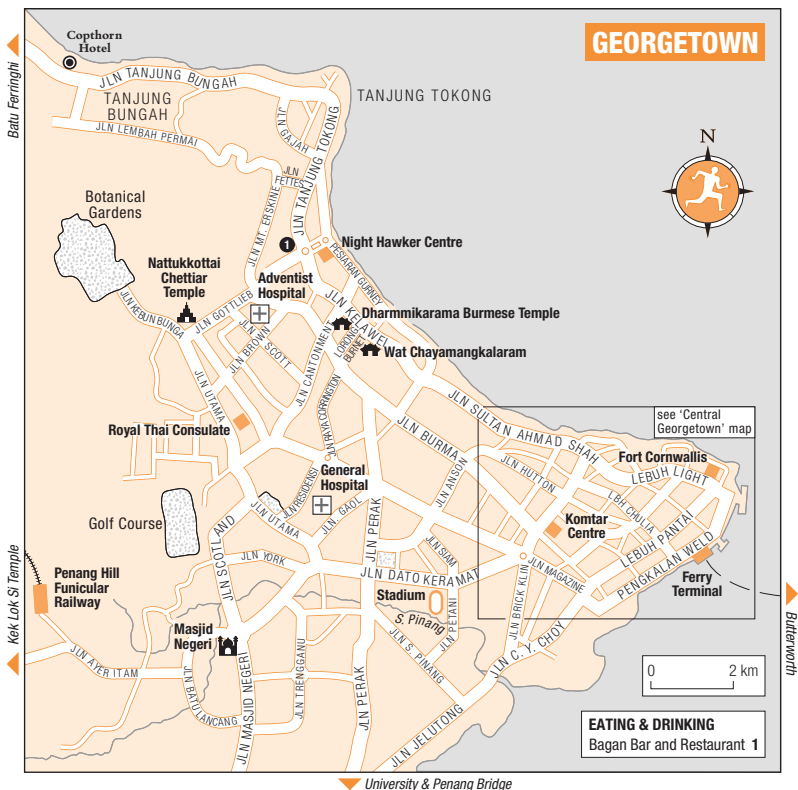 GEORGETOWN
Copthorn
Hotel
Batu Ferringhi
JLN TANJUNG BUNGAH
TANJUNG
BUNGAH
TANJUNG TOKONG
JLN LEMBAH PERMAI
JLN GAJAH
JLN TANJUNG TOKONG
JLN
FETTES
JLN MT. ERSKINE
N
Botanical
Gardens
1
Night Hawker Centre
PESIARAN GURNEY
Nattukkottai
Chettiar
Temple
Adventist
Hospital
JLN KEBUN BUNGA
JLN GOTTLIEB
JLN KELAWEI
Dharmmikarama Burmese Temple
Wat Chayamangkalaram
JLN BROWN
JLN SCOTT
JLN CANTONMENT
LORONG
BURNET
JLN UTAMA
JLN RAYA CORRINGTON
JLN SULTAN AHMAD SHAH
JLN BURMA
see ‘Central
Georgetown’ map
Royal Thai Consulate
Fort Cornwallis
LEBUH LIGHT
JLN HUTTON
JLN ANSON
General
Hospital
JLN RESIDENSI
LBH CHULIA
Golf Course
JLN UTAMA
JLN. GAOL
JLN PERAK
Komtar
Centre
LEBUH PANTAI
PENGKALAN WELD
JLN SCOTLAND
JLN YORK
JLN SIAM
JLN DATO KERAMAT
JLN MAGAZINE
JLN BRICK KLIN
Ferry
Terminal
Kek Lok Si Temple
Penang Hill
Funicular
Railway
Stadium
S. Pinang
JLN PETANI
Butterworth
Masjid
Negeri
JLN S. PINANG
JLN C. Y. CHOY
JLN AYER ITAM
JLN BATU LANCANG
JLN MASJID NEGERI
JLN TRENGGANU
JLN PERAK
JLN JELUTONG
0 2 km
EATING & DRINKING
Bagan Bar and Restaurant 1
University & Penang Bridge